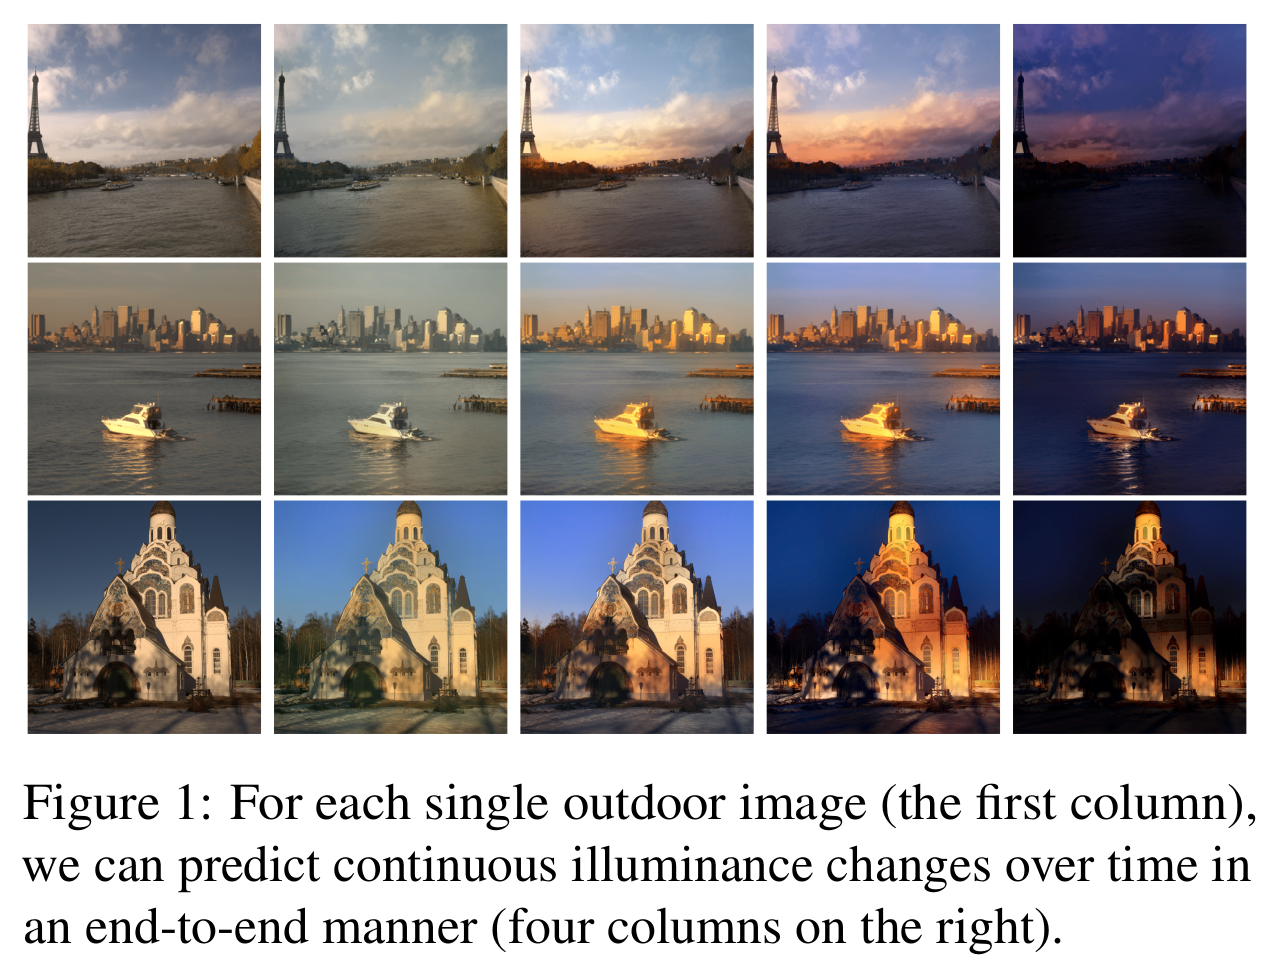 Figure 1: For each single outdoor image (the first column),
we can predict continuous illuminance changes over time in
an end-to-end manner (four columns on the right).